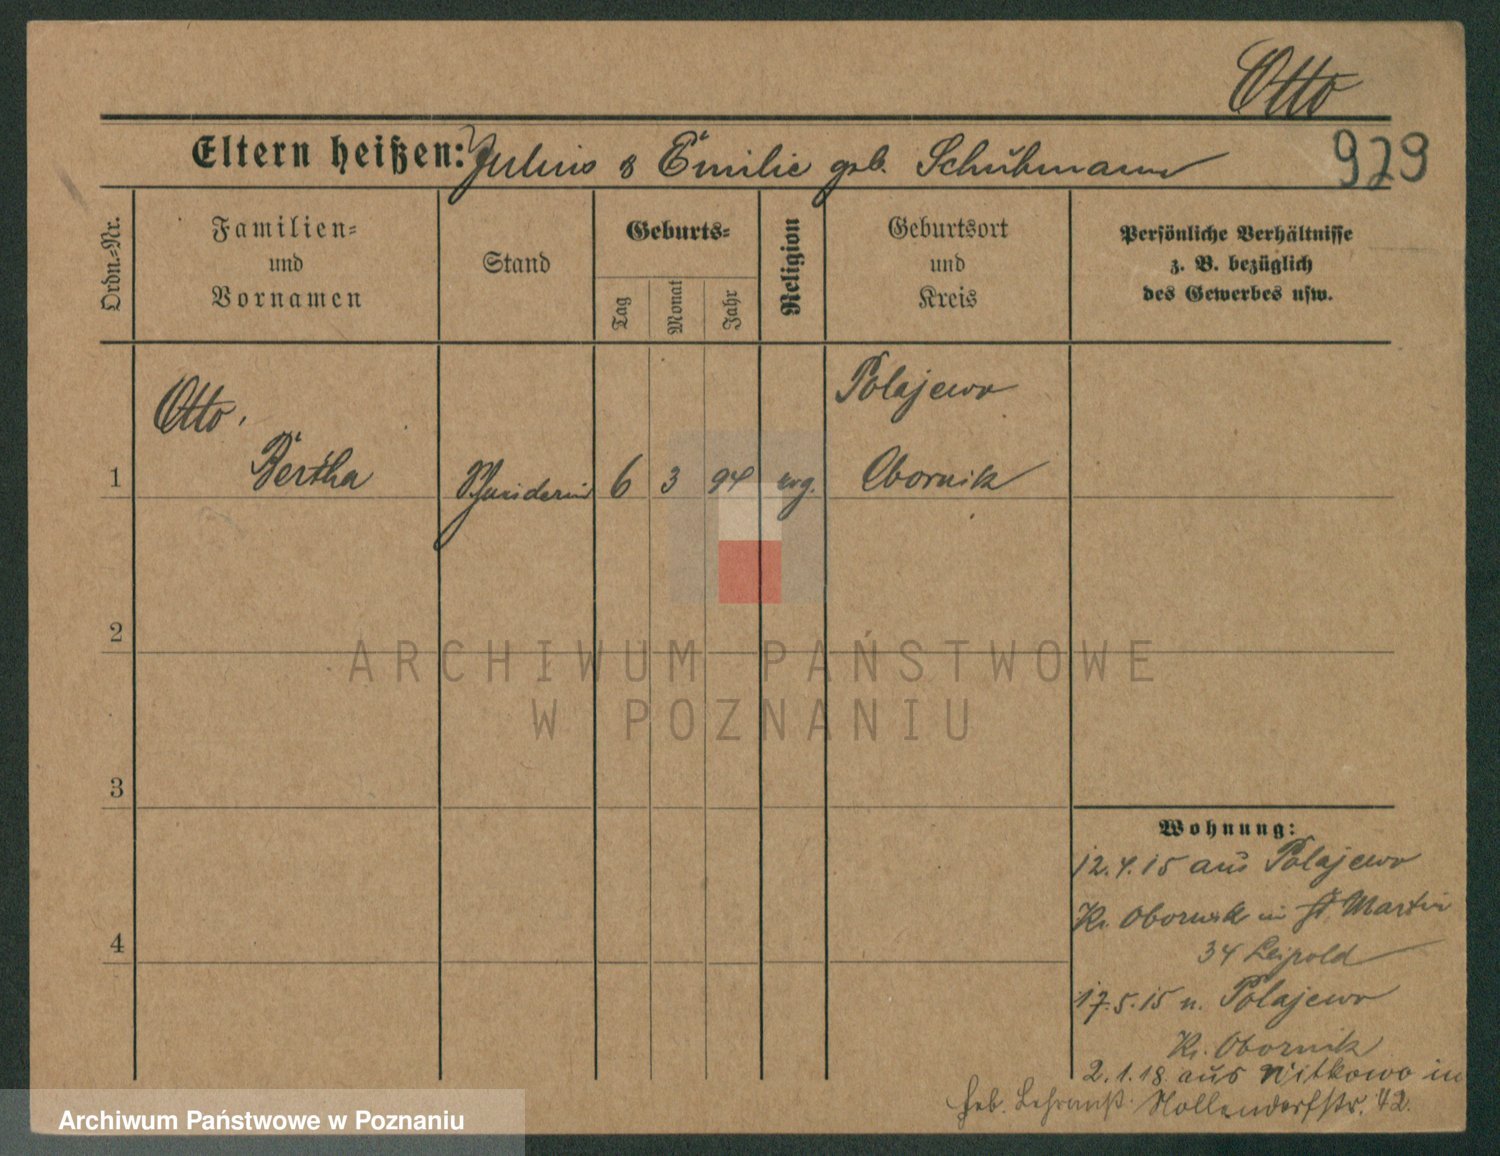 Otto
Eltern heißen: Julius & Emilie geb. Schuhmann
929
Ordn.-Nr.
Familien-
und
Vornamen
Stand
Geburts-
Tag
Monat
Jahr
Religion
Geburtsort
und
Kreis
Persönliche Verhältnisse
z. B. bezüglich
des Gewerbes usw.
1
Otto,
Bertha
6
3
94
evg.
Polajewo
Obornik
2
ARCHIWUM PAŃSTWOWE
W POZNANIU
3
4
Wohnung:
12.4.15 aus Polajewo
Kr. Obornik in St Martin
34 Leipold
17.5.15 n. Polajewo
Kr. Obornik
2.1.18 aus Witkowo in
Nollendorfstr. 42.
Archiwum Państwowe w Poznaniu